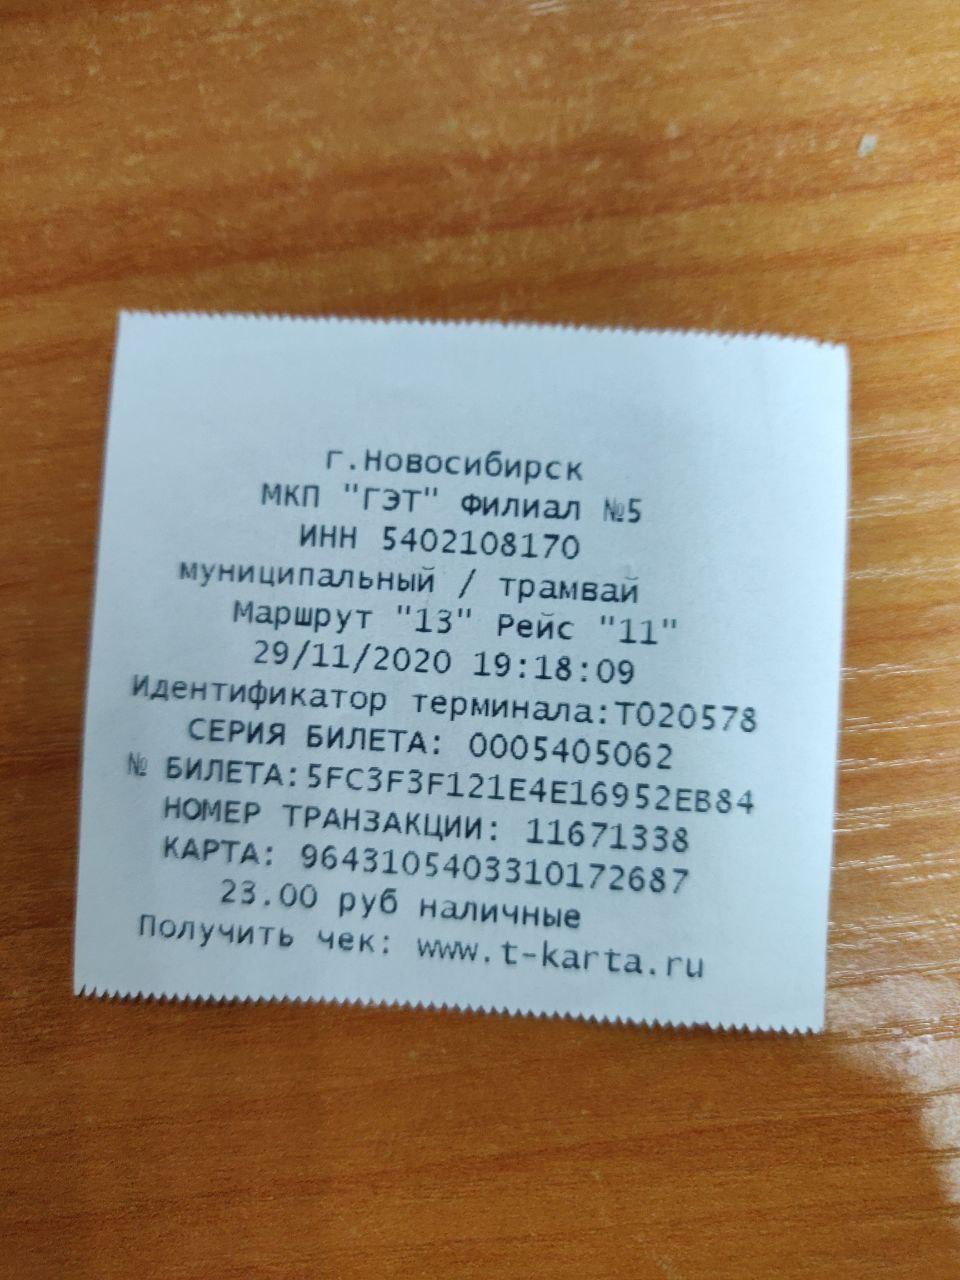 г.Новосибирск
МКП "ГЭТ" Филиал №5
ИНН 5402108170
муниципальный / трамвай
Маршрут "13" Рейс "11"
29/11/2020 19:18:09
Идентификатор терминала:T020578
СЕРИЯ БИЛЕТА: 0005405062
№ БИЛЕТА:5FC3F3F121E4E16952EB84
НОМЕР ТРАНЗАКЦИИ: 11671338
КАРТА: 9643105403310172687
23.00 руб наличные
Получить чек: www.t-karta.ru